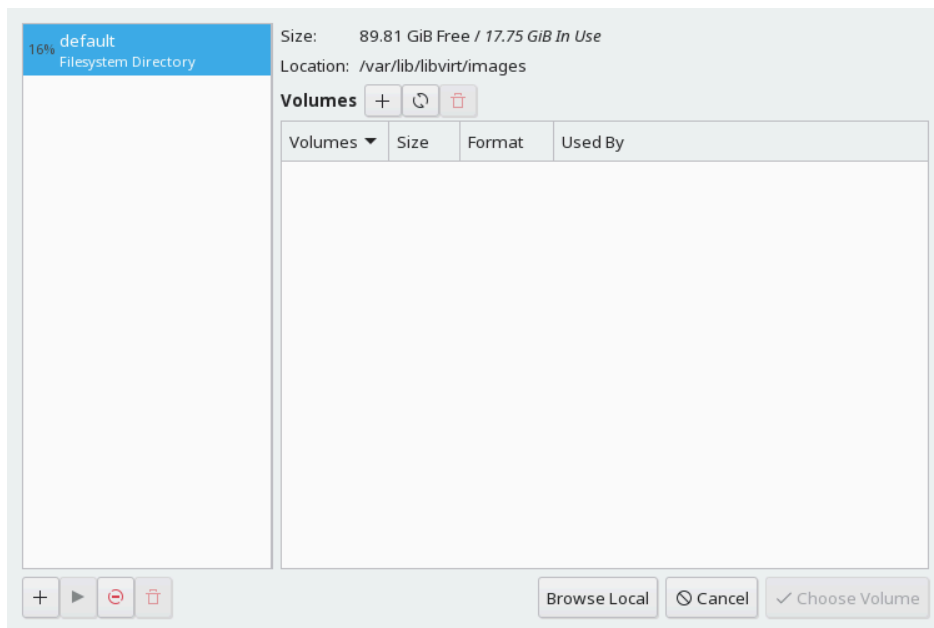 16% default
Filesystem Directory
Size: 89.81 GiB Free / 17.75 GiB In Use
Location: /var/lib/libvirt/images
Volumes
Volumes Size Format Used By
Browse Local Cancel Choose Volume